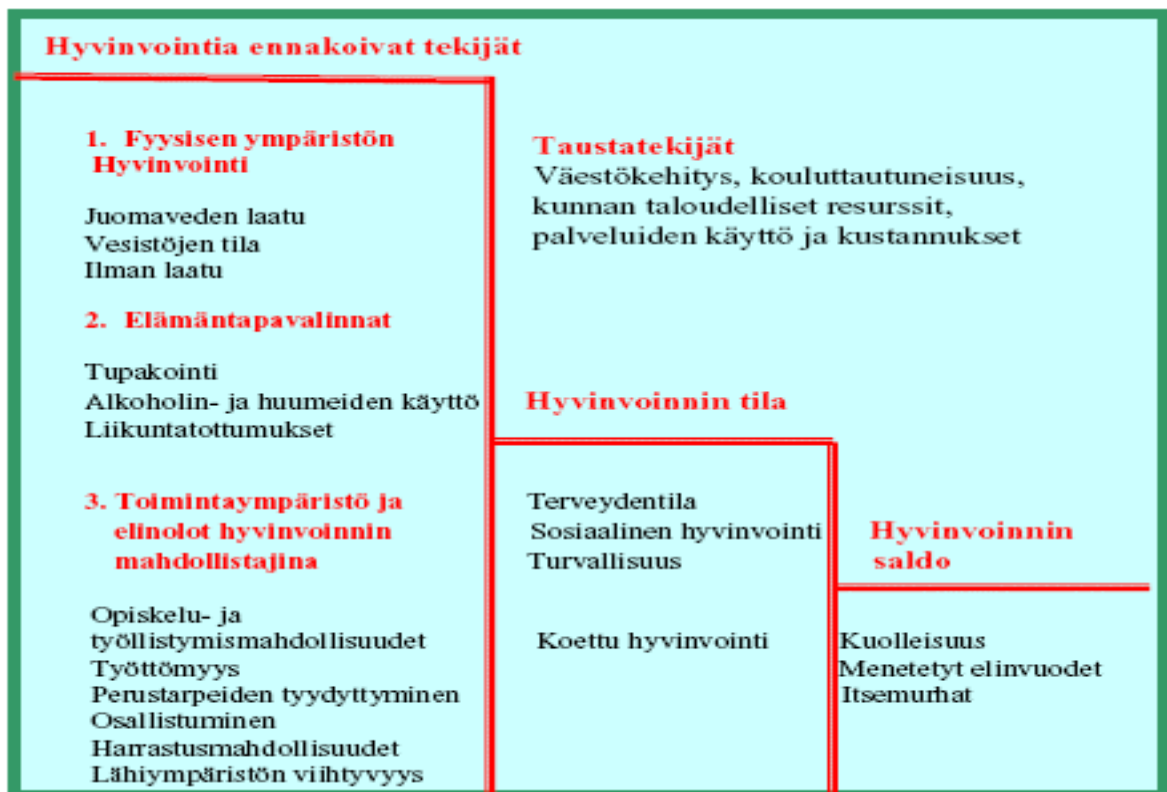 Hyvinvointia ennakoivat tekijät
1. Fyysisen ympäristön
Hyvinvointi
Juomaveden laatu
Vesistöjen tila
Ilman laatu
2. Elämäntapavalinnat
Tupakointi
Alkoholin- ja huumeiden käyttö
Liikuntatottumukset
3. Toimintaympäristö ja
elinolot hyvinvoinnin
mahdollistajina
Opiskelu- ja
työllistymismahdollisuudet
Työttömyys
Perustarpeiden tyydyttyminen
Osallistuminen
Harrastusmahdollisuudet
Lähiympäristön viihtyvyys
Taustatekijät
Väestökehitys, kouluttautuneisuus,
kunnan taloudelliset resurssit,
palveluiden käyttö ja kustannukset
Hyvinvoinnin tila
Terveydentila
Sosiaalinen hyvinvointi
Turvallisuus
Koettu hyvinvointi
Hyvinvoinnin
saldo
Kuolleisuus
Menetetyt elinvuodet
Itsemurhat